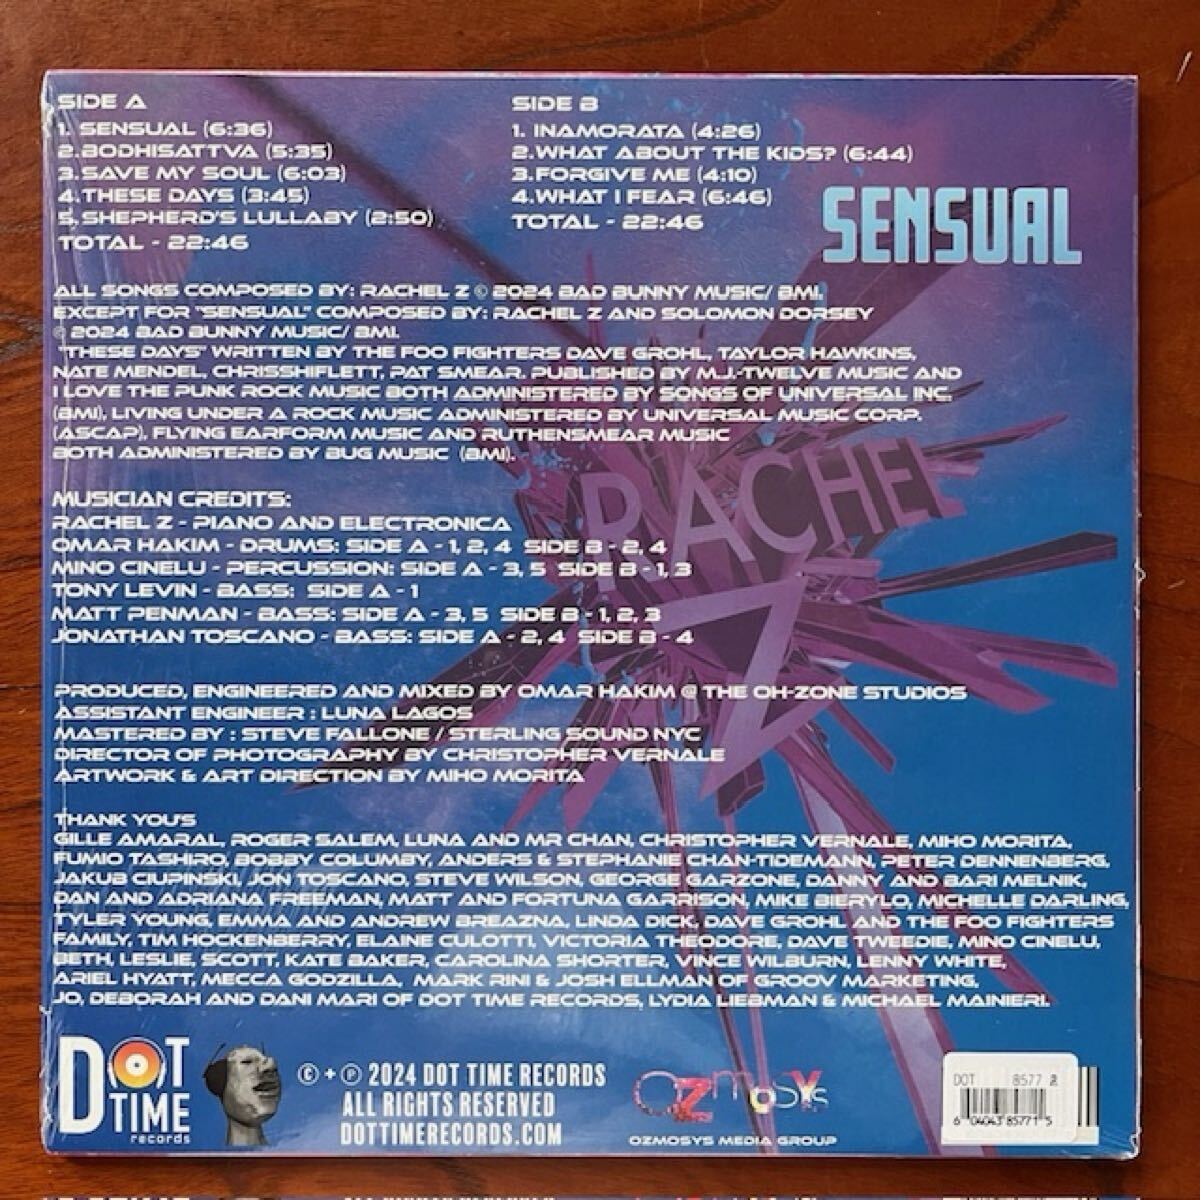 SIDE A
1. SENSUAL (6:36)
2.BODHISATTVA (5:35)
3.SAVE MY SOUL (6:03)
4.THESE DAYS (3:45)
5.SHEPHERD'S LULLABY (2:50)
TOTAL - 22:46
SIDE B
1. INAMORATA (4:26)
2.WHAT ABOUT THE KIDS? (6:44)
3.FORGIVE ME (4:10)
4.WHAT I FEAR (6:46)
TOTAL - 22:46
SENSUAL
ALL SONGS COMPOSED BY: RACHEL Z © 2024 BAD BUNNY MUSIC/ BMI.
EXCEPT FOR "SENSUAL" COMPOSED BY: RACHEL Z AND SOLOMON DORSEY
© 2024 BAD BUNNY MUSIC/ BMI.
"THESE DAYS" WRITTEN BY THE FOO FIGHTERS DAVE GROHL, TAYLOR HAWKINS,
NATE MENDEL, CHRISSHIFLETT, PAT SMEAR. PUBLISHED BY M.J.-TWELVE MUSIC AND
I LOVE THE PUNK ROCK MUSIC BOTH ADMINISTERED BY SONGS OF UNIVERSAL INC.
(BMI), LIVING UNDER A ROCK MUSIC ADMINISTERED BY UNIVERSAL MUSIC CORP.
(ASCAP), FLYING EARFORM MUSIC AND RUTHENSMEAR MUSIC
BOTH ADMINISTERED BY BUG MUSIC (BMI).
RACHEL
Z
MUSICIAN CREDITS:
RACHEL Z - PIANO AND ELECTRONICA
OMAR HAKIM - DRUMS: SIDE A - 1, 2, 4 SIDE B - 2, 4
MINO CINELU - PERCUSSION: SIDE A - 3, 5 SIDE B - 1, 3
TONY LEVIN - BASS: SIDE A - 1
MATT PENMAN - BASS: SIDE A - 3, 5 SIDE B - 1, 2, 3
JONATHAN TOSCANO - BASS: SIDE A - 2, 4 SIDE B - 4
PRODUCED, ENGINEERED AND MIXED BY OMAR HAKIM @ THE OH-ZONE STUDIOS
ASSISTANT ENGINEER : LUNA LAGOS
MASTERED BY : STEVE FALLONE / STERLING SOUND NYC
DIRECTOR OF PHOTOGRAPHY BY CHRISTOPHER VERNALE
ARTWORK & ART DIRECTION BY MIHO MORITA
THANK YOU'S
GILLE AMARAL, ROGER SALEM, LUNA AND MR CHAN, CHRISTOPHER VERNALE, MIHO MORITA,
FUMIO TASHIRO, BOBBY COLUMBY, ANDERS & STEPHANIE CHAN-TIDEMANN, PETER DENNENBERG,
JAKUB CIUPINSKI, JON TOSCANO, STEVE WILSON, GEORGE GARZONE, DANNY AND BARI MELNIK,
DAN AND ADRIANA FREEMAN, MATT AND FORTUNA GARRISON, MIKE BIERYLO, MICHELLE DARLING,
TYLER YOUNG, EMMA AND ANDREW BREAZNA, LINDA DICK, DAVE GROHL AND THE FOO FIGHTERS
FAMILY, TIM HOCKENBERRY, ELAINE CULOTTI, VICTORIA THEODORE, DAVE TWEEDIE, MINO CINELU,
BETH, LESLIE, SCOTT, KATE BAKER, CAROLINA SHORTER, VINCE WILBURN, LENNY WHITE,
ARIEL HYATT, MECCA GODZILLA, MARK RINI & JOSH ELLMAN OF GROOV MARKETING,
JO, DEBORAH AND DANI MARI OF DOT TIME RECORDS, LYDIA LIEBMAN & MICHAEL MAINIERI.
DOT
TIME
records
© + ℗ 2024 DOT TIME RECORDS
ALL RIGHTS RESERVED
DOTTIMERECORDS.COM
OZMOSYS
OZMOSYS MEDIA GROUP
DOT 8577
6 04043 85771 5